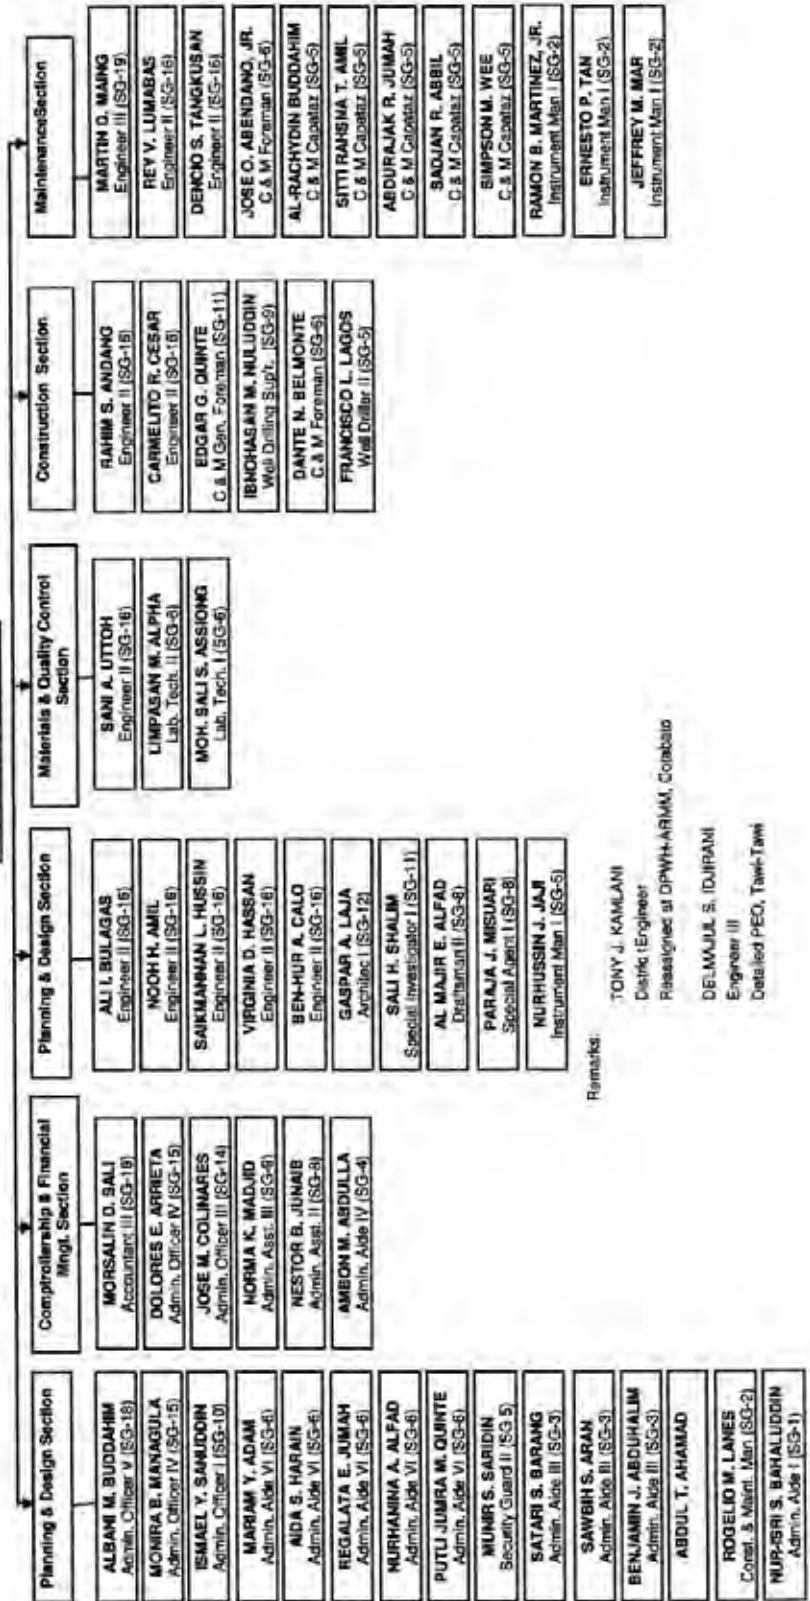 Planning & Design Section
ALBANI M. BUDDAHIM
Admin. Officer V (SG-18)
MONIRA B. MANAGULA
Admin. Officer IV (SG-15)
ISMAEL Y. SANUDDIN
Admin. Officer I (SG-10)
MARIAM Y. ADAM
Admin. Aide VI (SG-6)
AIDA S. HARAIN
Admin. Aide VI (SG-6)
REGALATA E. JUMAH
Admin. Aide VI (SG-6)
NURHANINA A. ALFAD
Admin. Aide VI (SG-6)
PUTLI JUMRA M. QUINTE
Admin. Aide VI (SG-6)
MUNIR S. SARIDIN
Security Guard II (SG 5)
SATARI S. BARANG
Admin. Aide III (SG-3)
SAWBIH S. ARAN
Admin. Aide III (SG-3)
BENJAMIN J. ABDUHALIM
Admin. Aide III (SG-3)
ABDUL T. AHAMAD
ROGELIO M. LANES
Const. & Maint. Man (SG-2)
NUR-ISRI S. BAHALUDDIN
Admin. Aide I (SG-1)
Comptrollership & Financial
Mngt. Section
MORSALIN D. SALI
Accountant III (SG-19)
DOLORES E. ARRIETA
Admin. Officer IV (SG-15)
JOSE M. COLINARES
Admin. Officer III (SG-14)
NORMA K. MADJID
Admin. Asst. III (SG-9)
NESTOR B. JUNAIB
Admin. Asst. II (SG-8)
AMBON M. ABDULLA
Admin. Aide IV (SG-4)
Planning & Design Section
ALI I. BULAGAS
Engineer II (SG-16)
NOOH H. AMIL
Engineer II (SG-16)
SAIKMANNAN L. HUSSIN
Engineer II (SG-16)
VIRGINIA D. HASSAN
Engineer II (SG-16)
BEN-HUR A. CALO
Engineer II (SG-16)
GASPAR A. LAJA
Architect I (SG-12)
SALI H. SHALIM
Special Investigator I (SG-11)
AL MAJIR E. ALFAD
Draftsman II (SG-8)
PARAJA J. MISUARI
Special Agent I (SG-8)
NURHUSSIN J. JAJI
Instrument Man I (SG-5)
Materials & Quality Control
Section
SANI A. UTTOH
Engineer II (SG-16)
LIMPASAN M. ALPHA
Lab. Tech. II (SG-8)
MOH. SALI S. ASSIONG
Lab. Tech. I (SG-6)
Construction Section
RAHIM S. ANDANG
Engineer II (SG-16)
CARMELITO R. CESAR
Engineer II (SG-16)
EDGAR G. QUINTE
C & M Gen. Foreman (SG-11)
IBNOHASAN M. NULUDDIN
Well Drilling Sup't. (SG-9)
DANTE N. BELMONTE
C & M Foreman (SG-6)
FRANCISCO L. LAGOS
Well Driller II (SG-5)
MaintenanceSection
MARTIN D. MAING
Engineer III (SG-19)
REY V. LUMABAS
Engineer II (SG-16)
DENCIO S. TANGKUSAN
Engineer II (SG-16)
JOSE O. ABENDANO, JR.
C & M Foreman (SG-6)
AL-RACHYDIN BUDDAHIM
C & M Capataz (SG-5)
SITTI RAHSNA T. AMIL
C & M Capataz (SG-5)
ABDURAJAK R. JUMAH
C & M Capataz (SG-5)
SADJAN R. ABBIL
C & M Capataz (SG-5)
SIMPSON M. WEE
C & M Capataz (SG-5)
RAMON B. MARTINEZ, JR.
Instrument Man I (SG-2)
ERNESTO P. TAN
Instrument Man I (SG-2)
JEFFREY M. MAR
Instrument Man I (SG-2)
Remarks:
TONY J. KAMLANI
District Engineer
Reassigned at DPWH-ARMM, Cotabato
DELMAJUL S. IDJIRANI
Engineer III
Detailed PEO, Tawi-Tawi